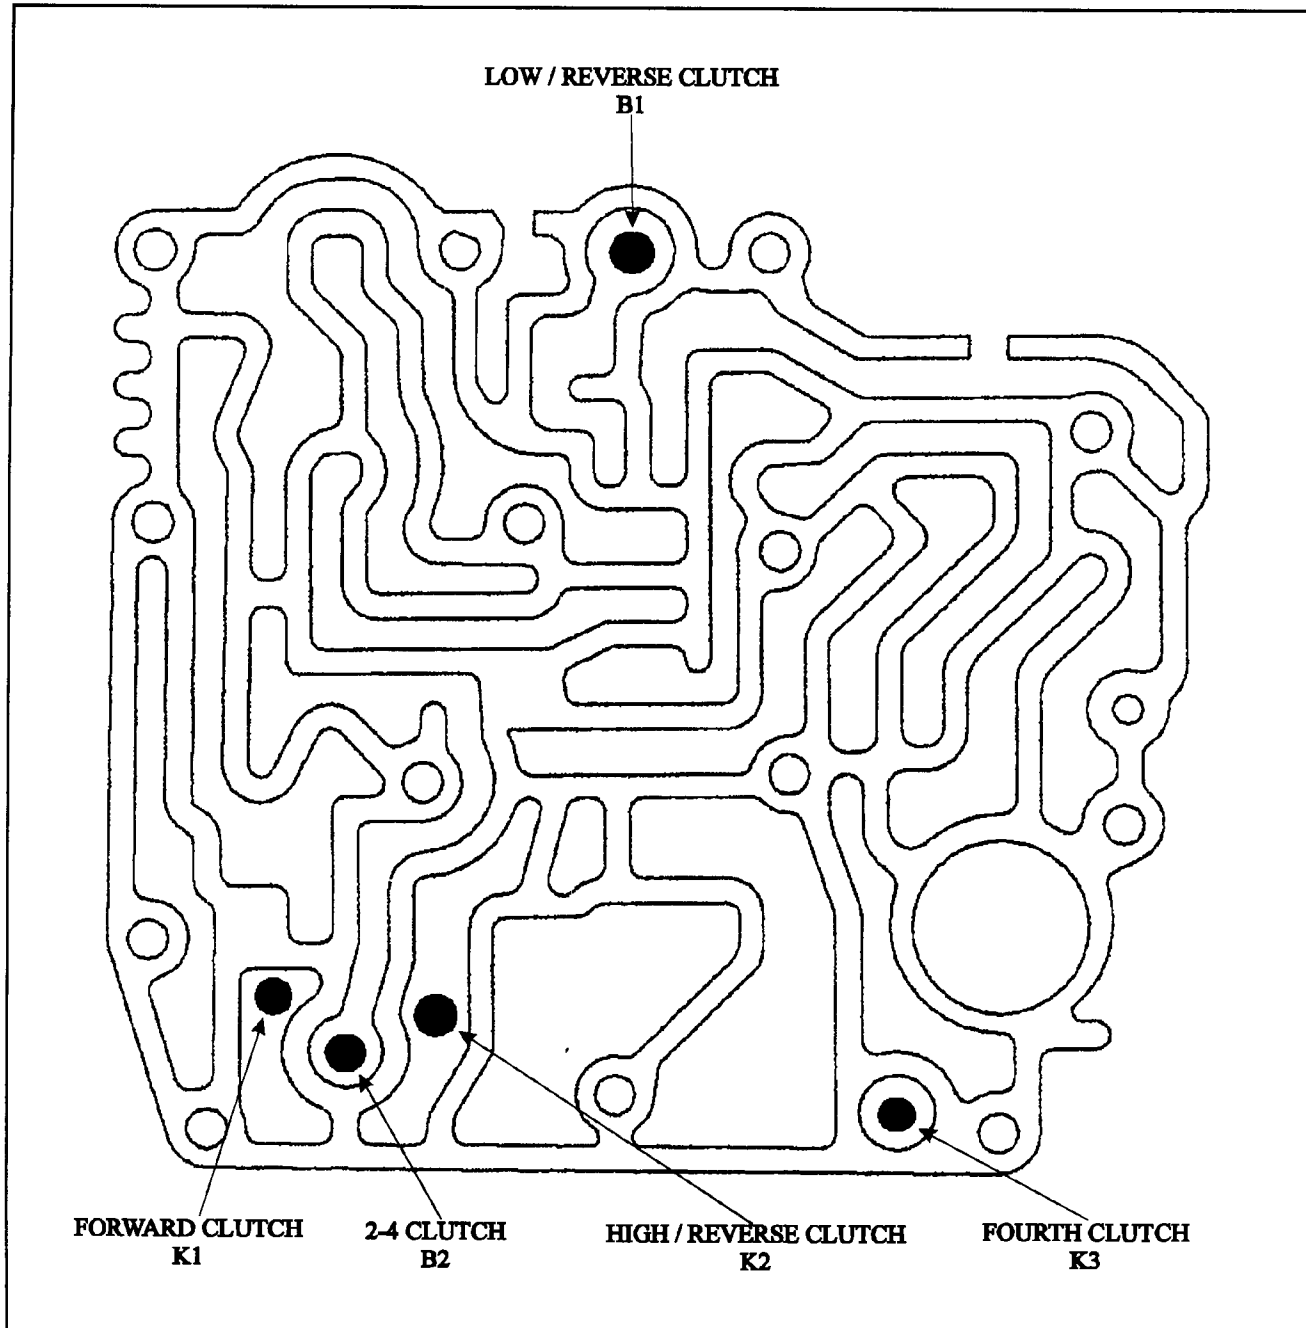 LOW / REVERSE CLUTCH
B1
FORWARD CLUTCH
K1
2-4 CLUTCH
B2
HIGH / REVERSE CLUTCH
K2
FOURTH CLUTCH
K3